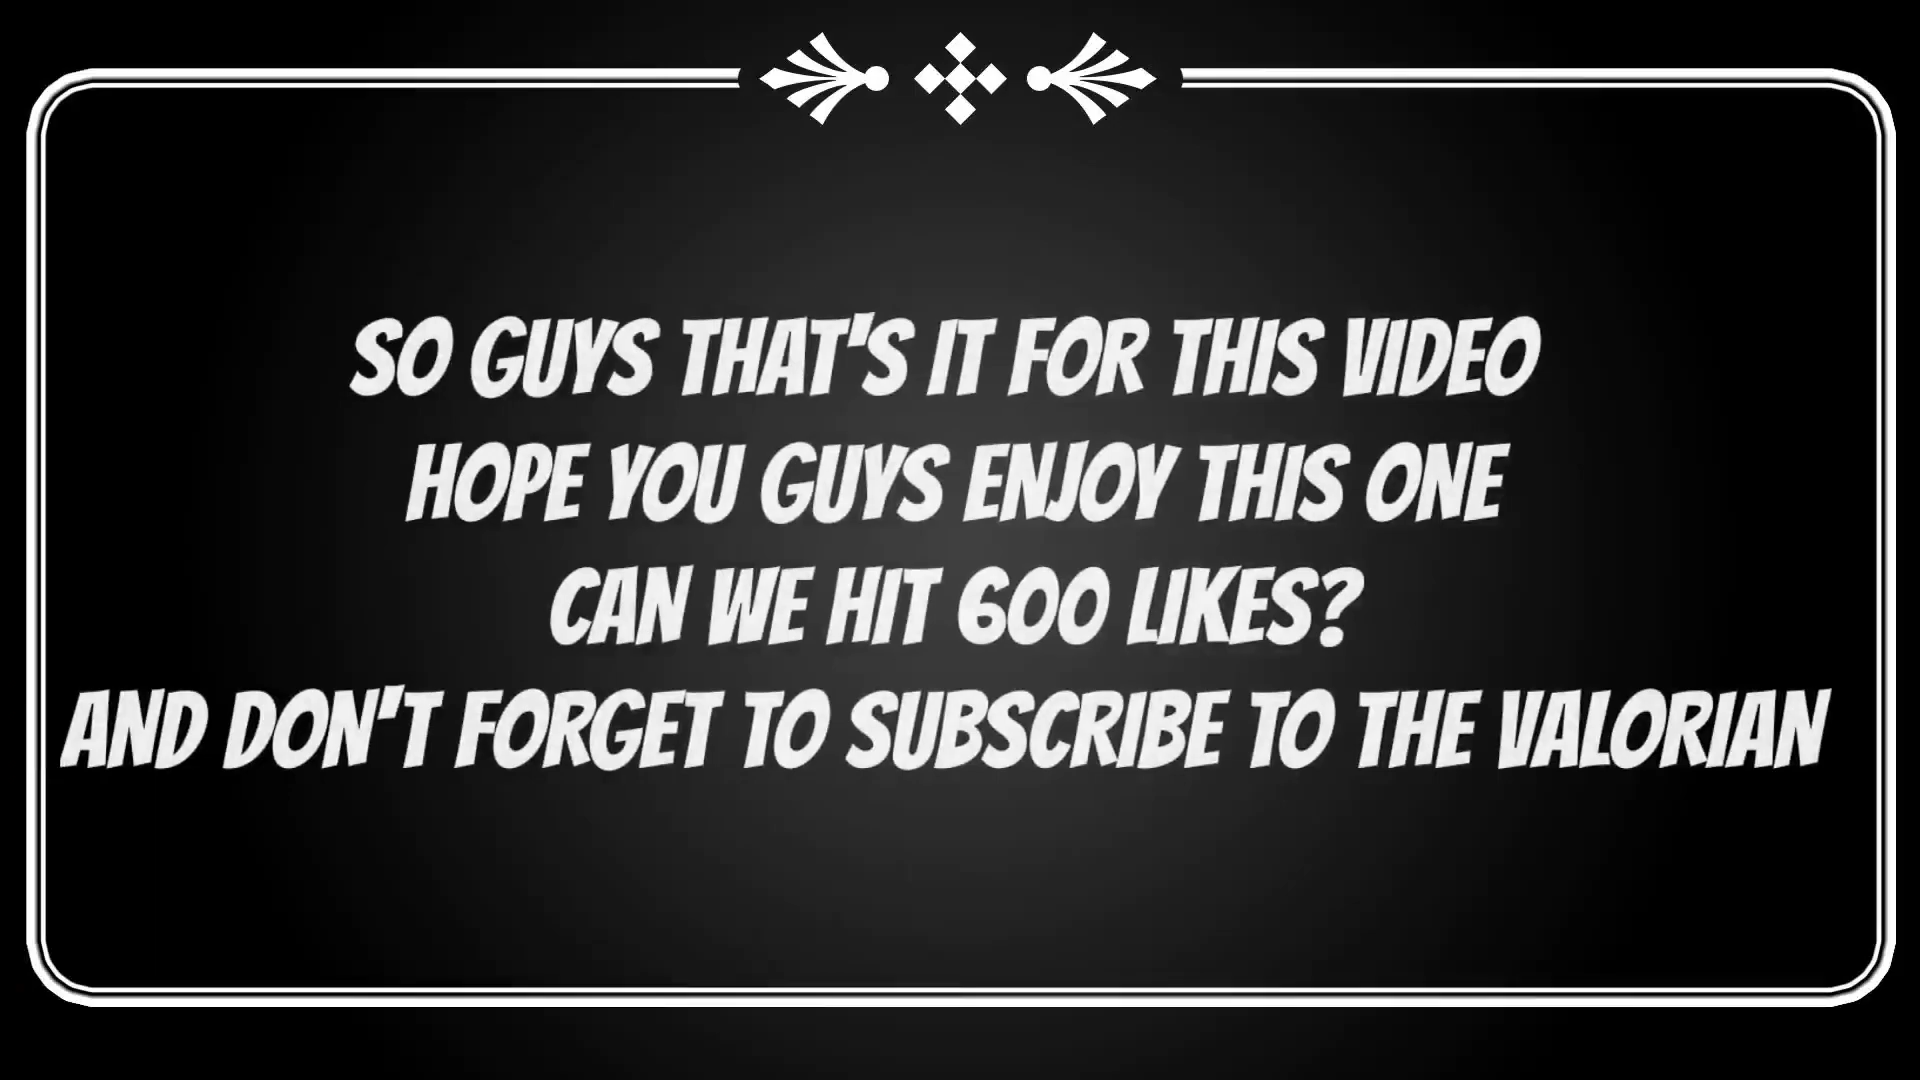 SO GUYS THAT'S IT FOR THIS VIDEO
HOPE YOU GUYS ENJOY THIS ONE
CAN WE HIT 600 LIKES?
AND DON'T FORGET TO SUBSCRIBE TO THE VALORIAN